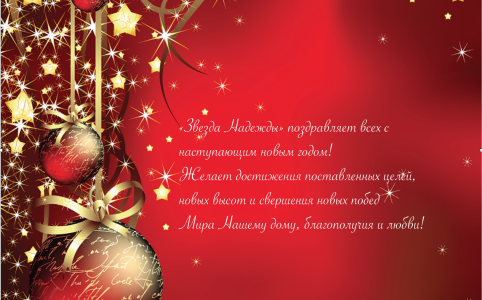 «Звезда Надежды» поздравляет всех с
наступающим новым годом!
Желает достижения поставленных целей,
новых высот и свершения новых побед
Мира Нашему дому, благополучия и любви!